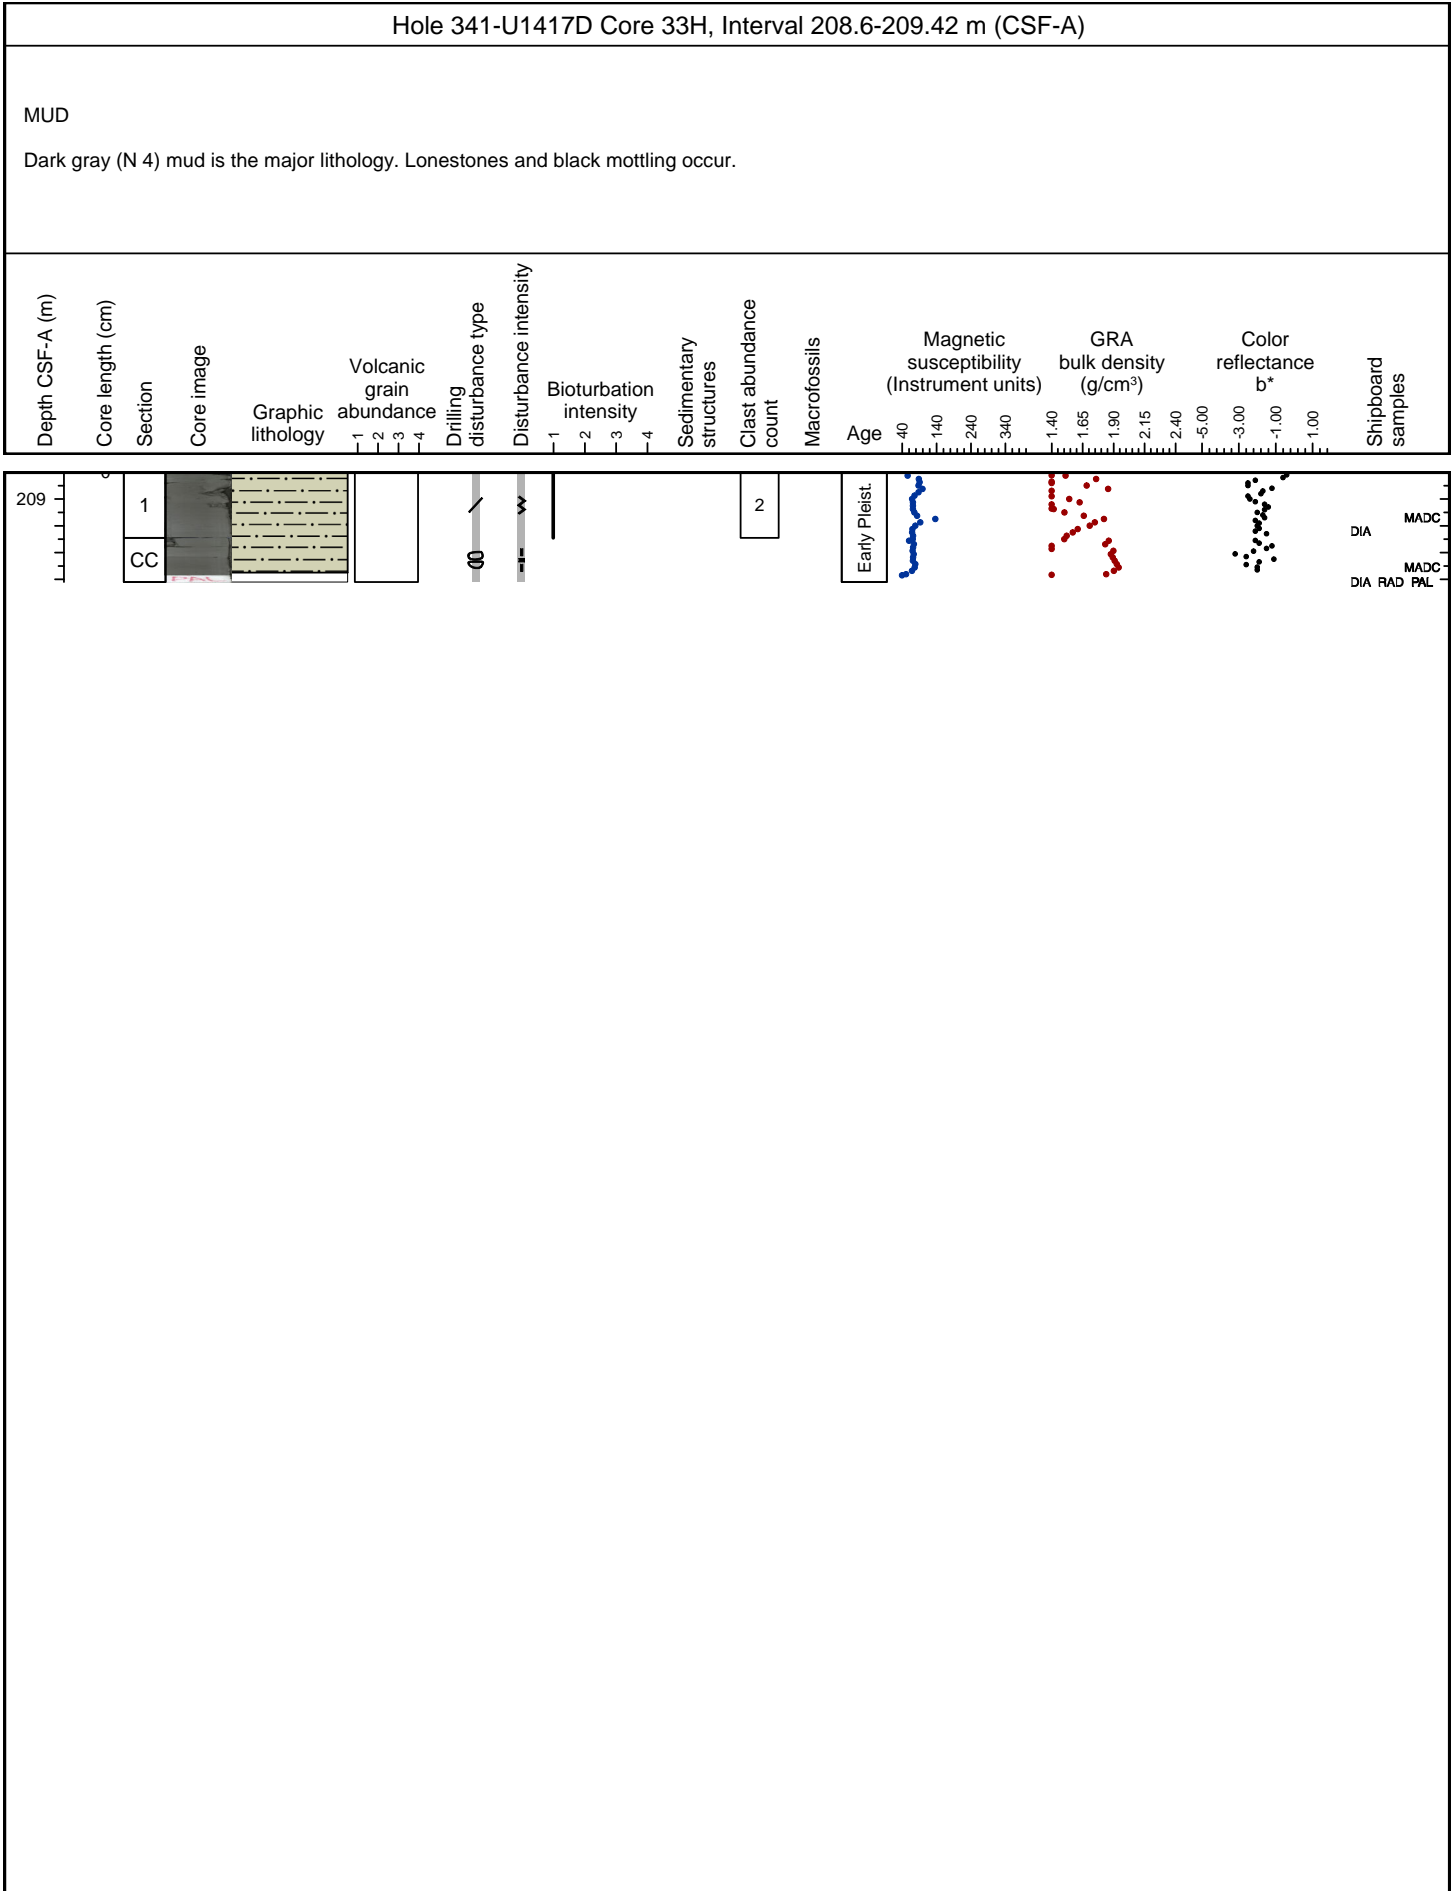 Hole 341-U1417D Core 33H, Interval 208.6-209.42 m (CSF-A)
MUD
Dark gray (N 4) mud is the major lithology. Lonestones and black mottling occur.
Depth CSF-A (m)
Core length (cm)
Section
Core image
Graphic
lithology
Volcanic
grain
abundance
1 2 3 4
Drilling
disturbance type
Disturbance intensity
Bioturbation
intensity
1 2 3 4
Sedimentary
structures
Clast abundance
count
Macrofossils
Age
Magnetic
susceptibility
(Instrument units)
40 140 240 340
GRA
bulk density
(g/cm³)
1.40 1.65 1.90 2.15 2.40
Color
reflectance
b*
-5.00 -3.00 -1.00 1.00
Shipboard
samples
209
0
1
CC
PAL
2
Early Pleist.
MADC
DIA
MADC
DIA RAD PAL